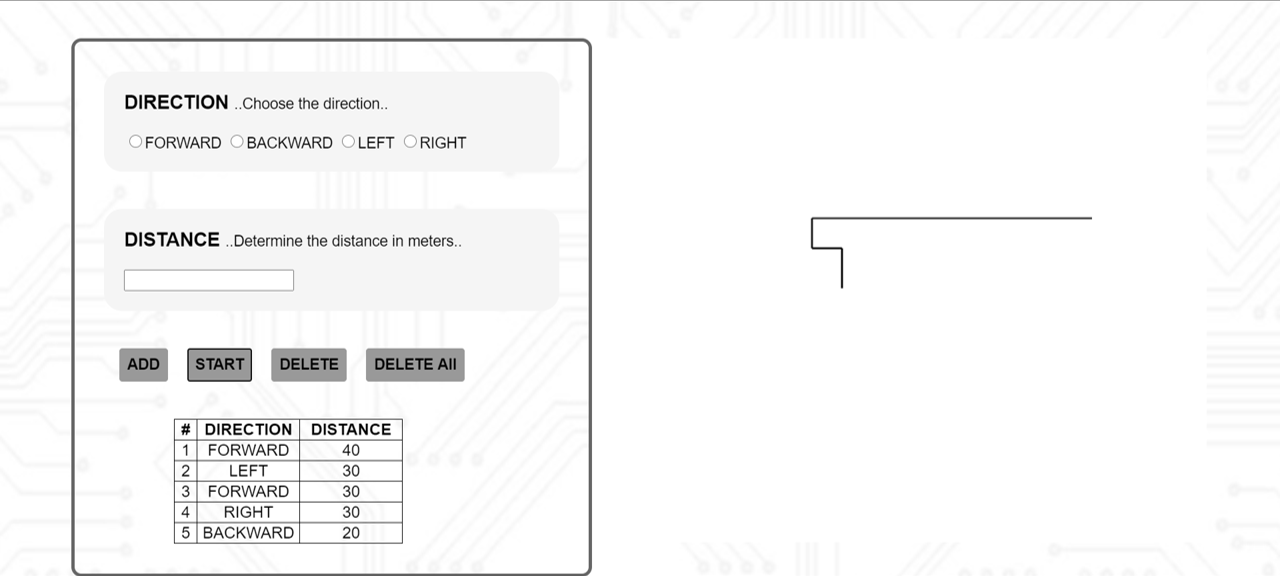 DIRECTION ..Choose the direction..
FORWARD BACKWARD LEFT RIGHT
DISTANCE ..Determine the distance in meters..
ADD START DELETE DELETE All
# DIRECTION DISTANCE
1 FORWARD 40
2 LEFT 30
3 FORWARD 30
4 RIGHT 30
5 BACKWARD 20